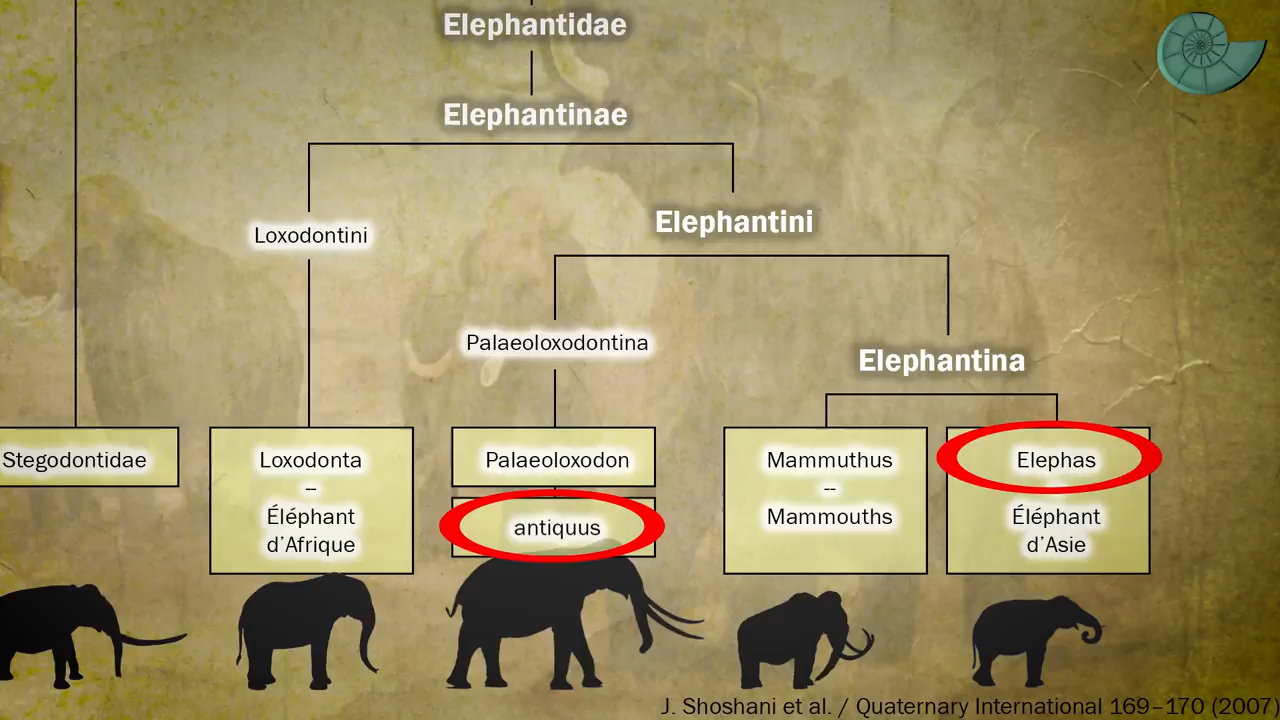 Elephantidae
Elephantinae
Elephantini
Loxodontini
Palaeoloxodontina
Elephantina
Stegodontidae
Loxodonta
--
Éléphant
d'Afrique
Palaeoloxodon
antiquus
Mammuthus
--
Mammouths
Elephas
Éléphant
d'Asie
J. Shoshani et al. / Quaternary International 169–170 (2007)